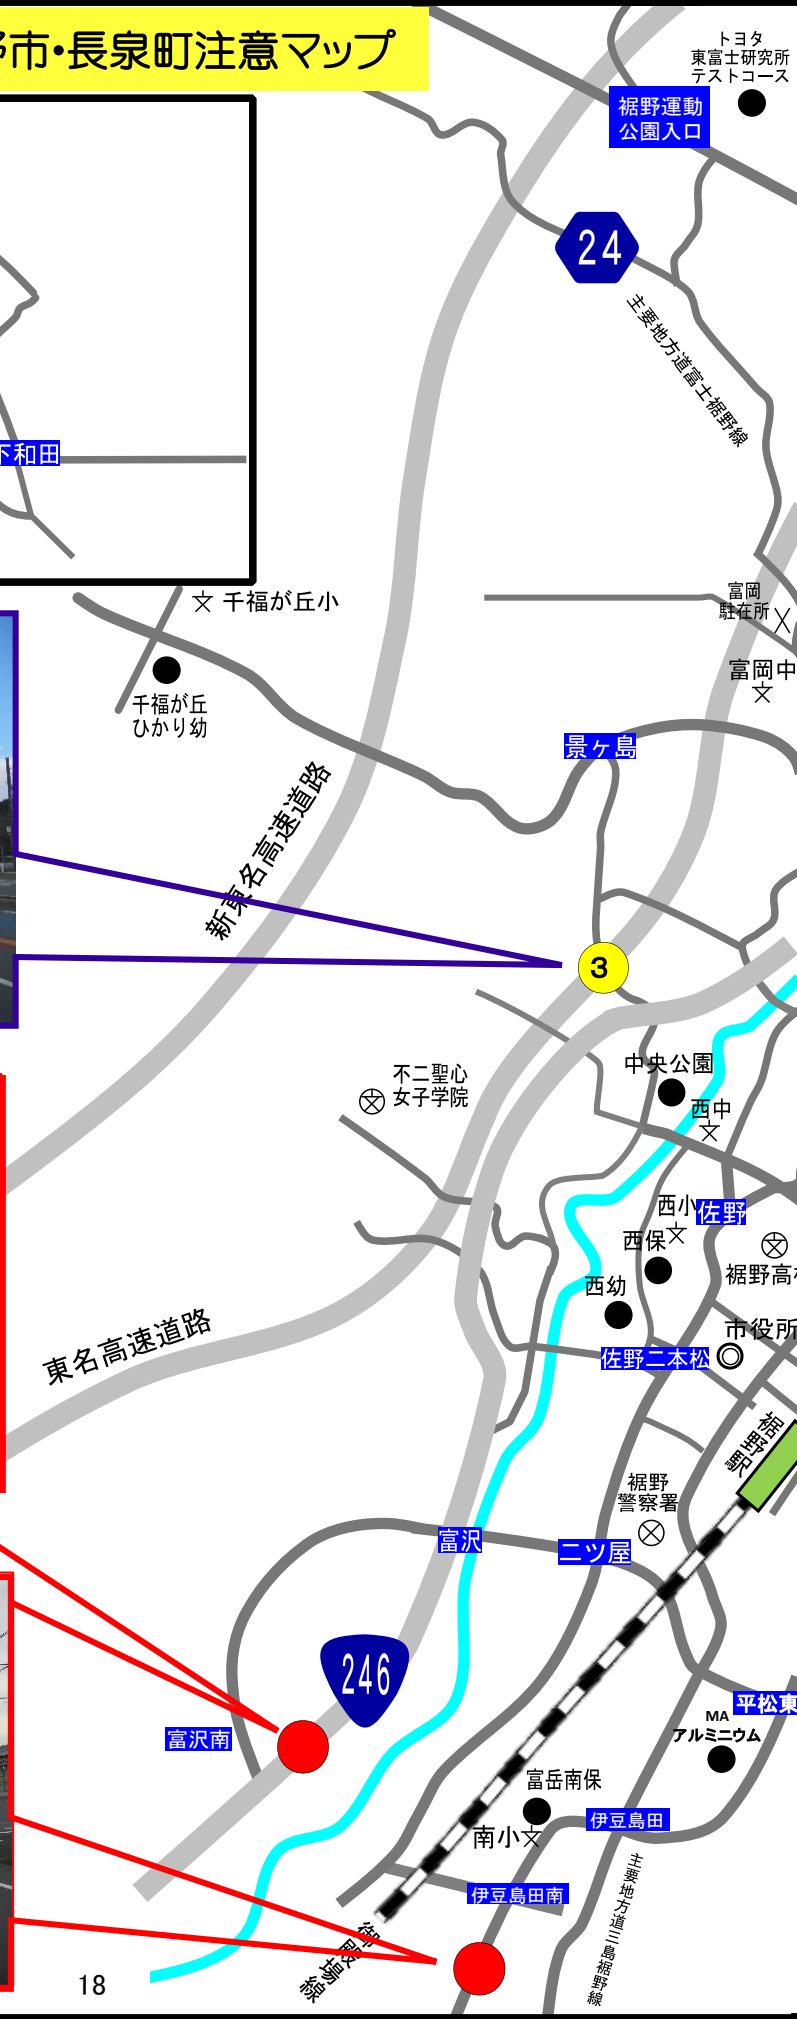 野市・長泉町注意マップ
トヨタ
東富士研究所
テストコース
裾野運動
公園入口
24
主要地方道富士裾野線
下和田
千福が丘小
富岡
駐在所
千福が丘
ひかり幼
富岡中
景ヶ島
新東名高速道路
3
不二聖心
女子学院
中央公園
西中
西小
佐野
西保
裾野高校
西幼
市役所
東名高速道路
佐野二本松
裾野駅
裾野
警察署
富沢
二ツ屋
246
平松東
富沢南
MA
アルミニウム
富岳南保
伊豆島田
南小
伊豆島田南
主要地方道三島裾野線
御殿場線
18